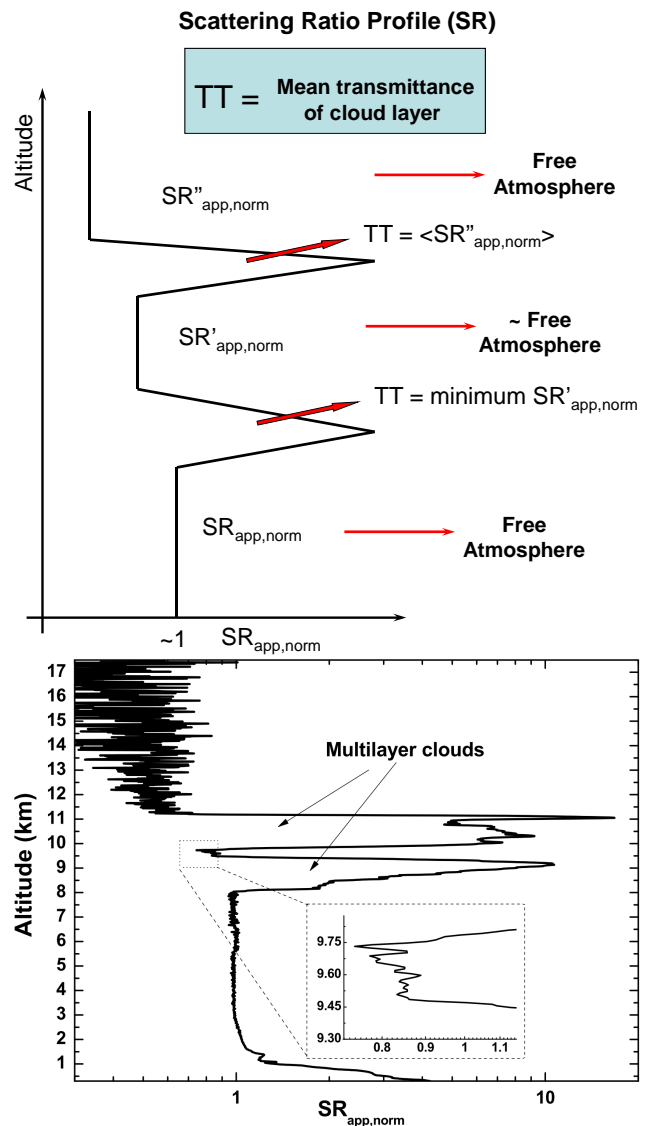 Scattering Ratio Profile (SR)
TT = Mean transmittance
of cloud layer
Altitude
Free
Atmosphere
SR”app,norm
TT = <SR”app,norm>
SR’app,norm
~ Free
Atmosphere
TT = minimum SR’app,norm
SRapp,norm
Free
Atmosphere
~1
SRapp,norm
17
16
15
14
13
12
11
10
9
8
7
6
5
4
3
2
1
Altitude (km)
Multilayer clouds
9.75
9.60
9.45
9.30
0.8 0.9 1 1.1
1 10
SRapp,norm